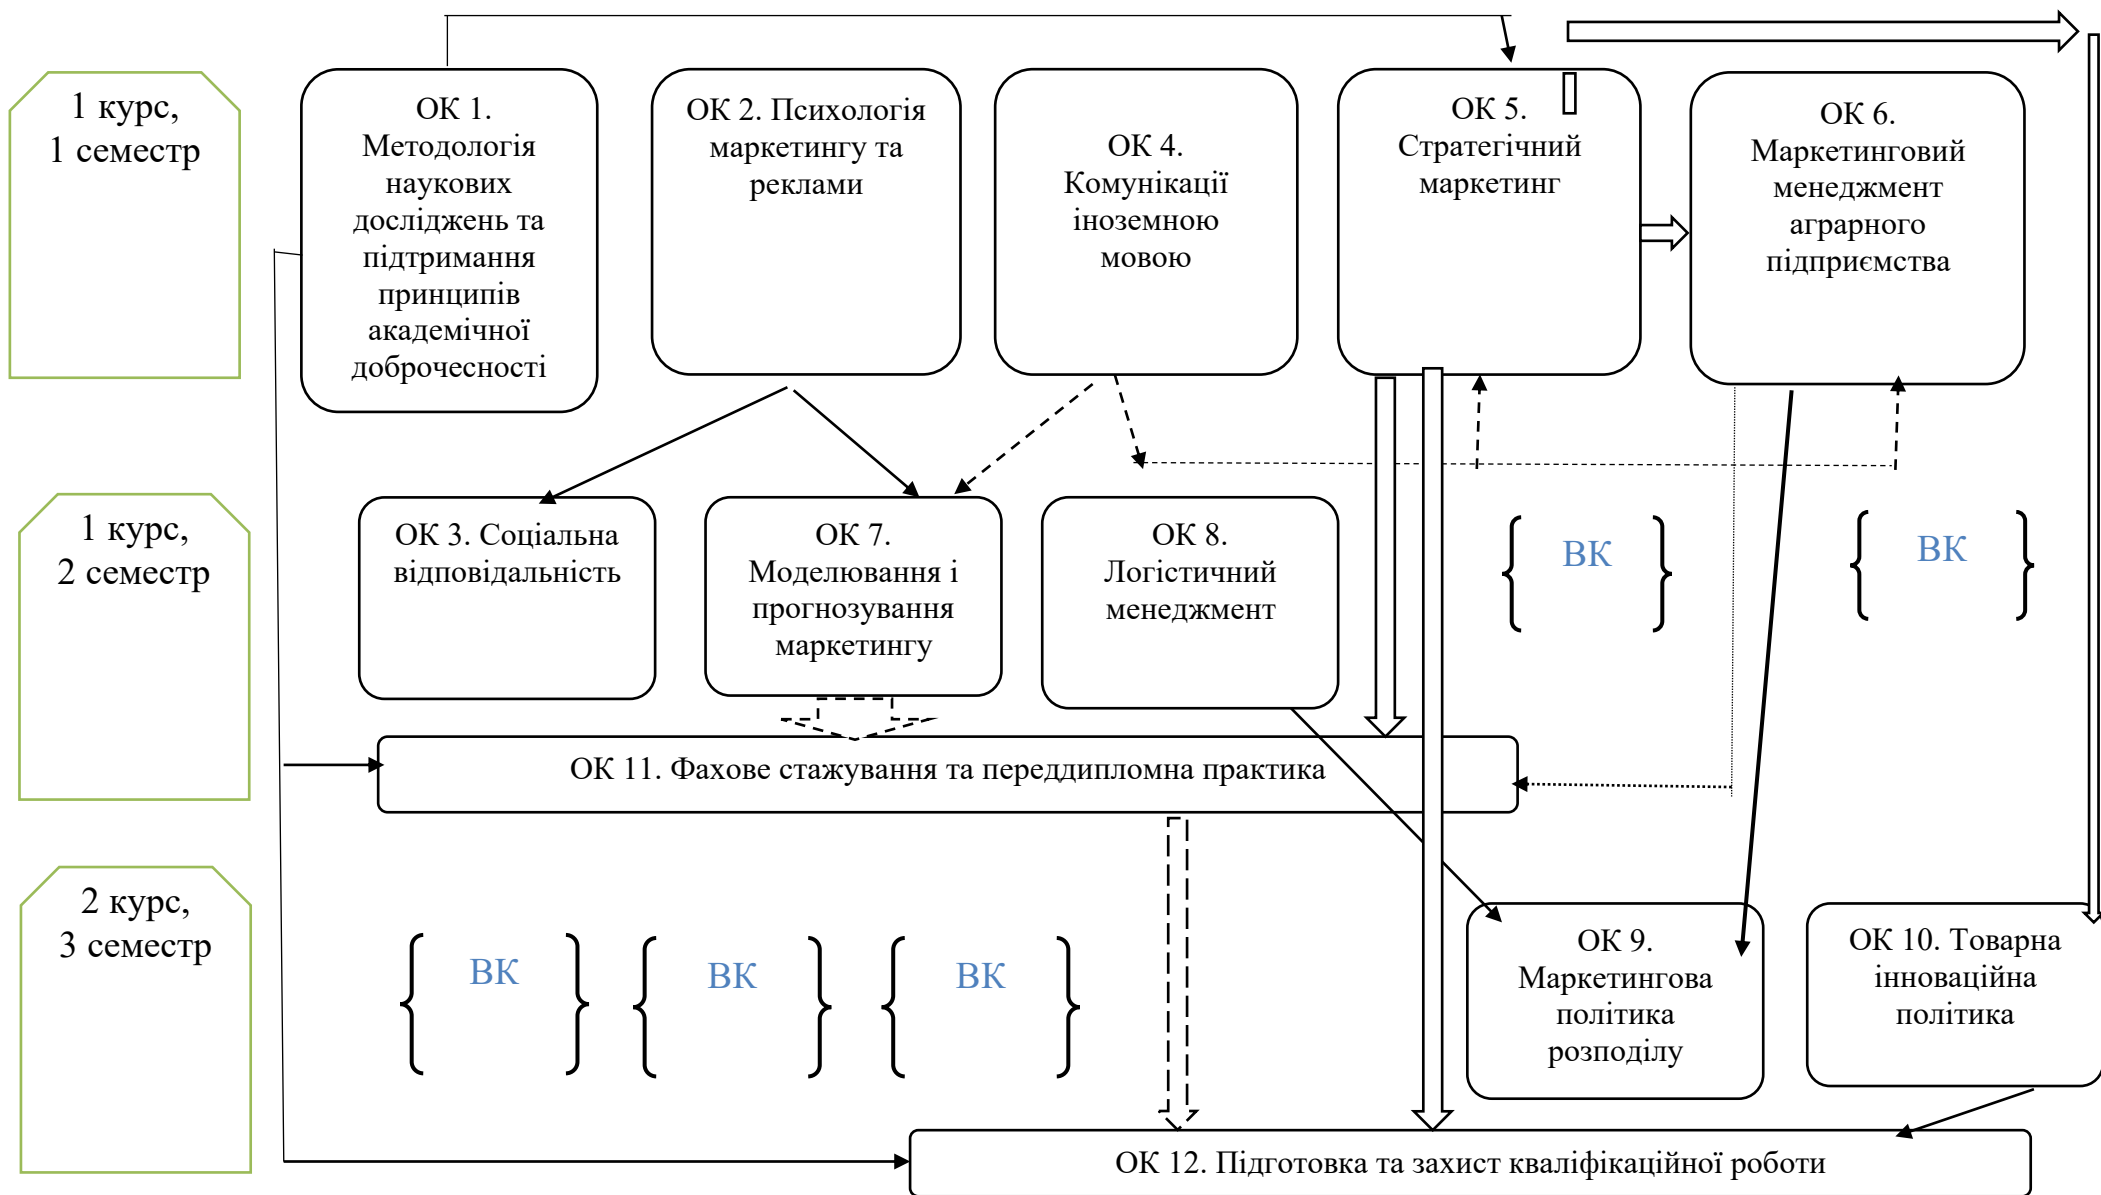 1 курс,
1 семестр
ОК 1.
Методологія
наукових
досліджень та
підтримання
принципів
академічної
доброчесності
ОК 2. Психологія
маркетингу та
реклами
ОК 4.
Комунікації
іноземною
мовою
ОК 5.
Стратегічний
маркетинг
ОК 6.
Маркетинговий
менеджмент
аграрного
підприємства
1 курс,
2 семестр
ОК 3. Соціальна
відповідальність
ОК 7.
Моделювання і
прогнозування
маркетингу
ОК 8.
Логістичний
менеджмент
ВК
ВК
ОК 11. Фахове стажування та переддипломна практика
2 курс,
3 семестр
ВК
ВК
ВК
ОК 9.
Маркетингова
політика
розподілу
ОК 10. Товарна
інноваційна
політика
ОК 12. Підготовка та захист кваліфікаційної роботи